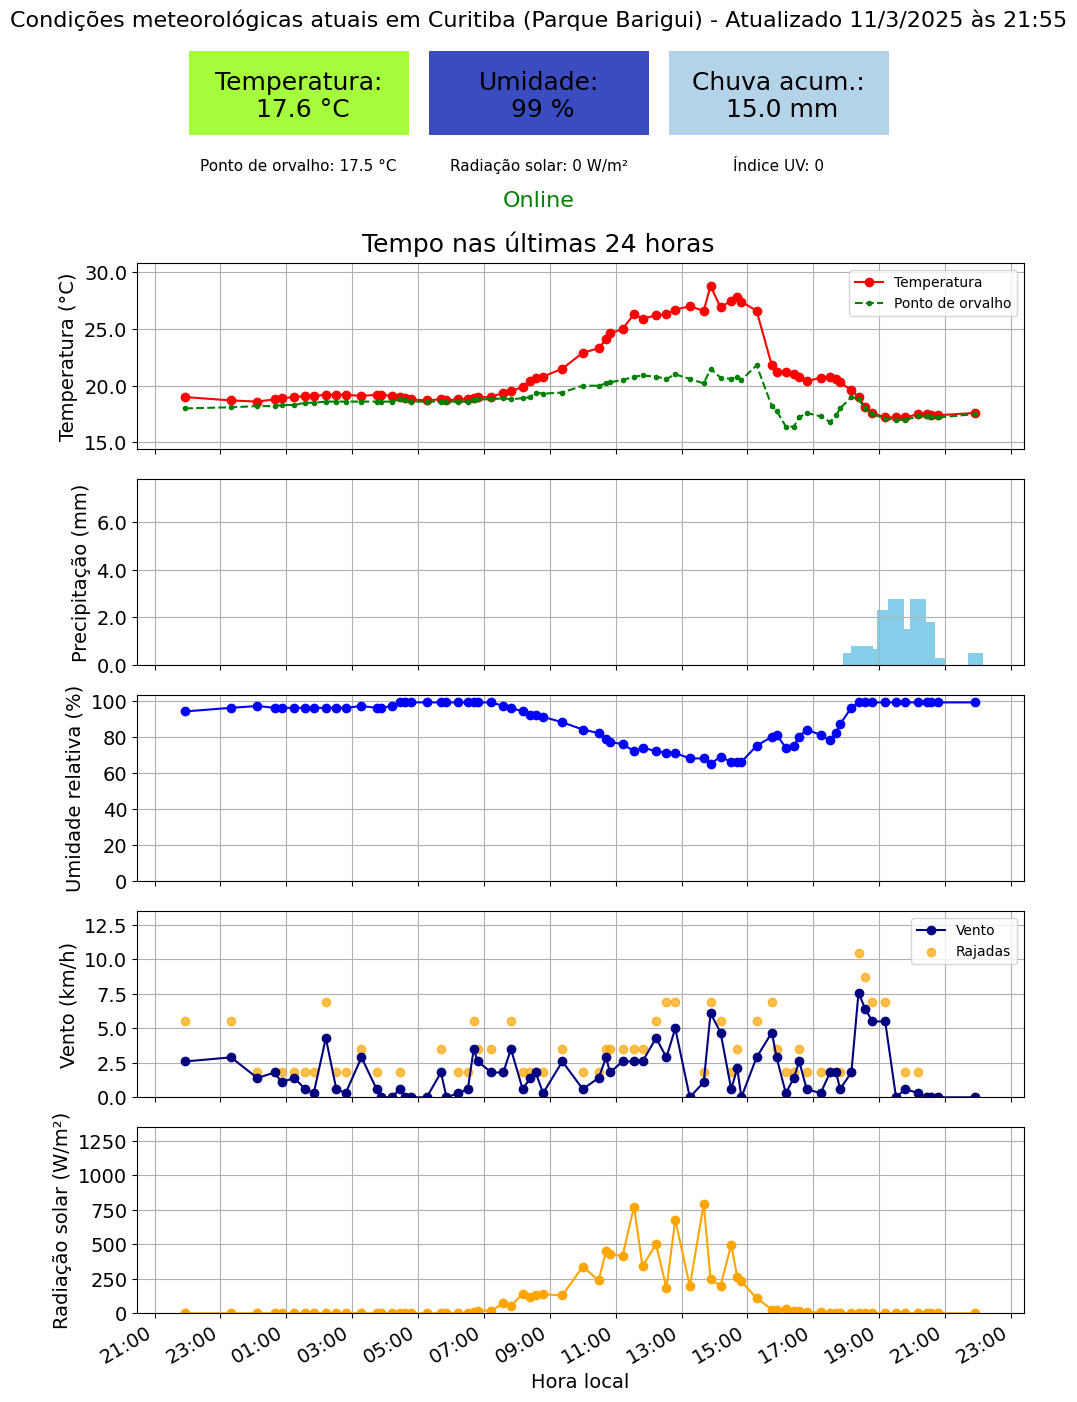 Condições meteorológicas atuais em Curitiba (Parque Barigui) - Atualizado 11/3/2025 às 21:55
Temperatura:
17.6 °C
Umidade:
99 %
Chuva acum.:
15.0 mm
Ponto de orvalho: 17.5 °C
Radiação solar: 0 W/m²
Índice UV: 0
Online
Tempo nas últimas 24 horas
Temperatura (°C)
30.0
25.0
20.0
15.0
Temperatura
Ponto de orvalho
Precipitação (mm)
6.0
4.0
2.0
0.0
Umidade relativa (%)
100
80
60
40
20
0
Vento (km/h)
12.5
10.0
7.5
5.0
2.5
0.0
Vento
Rajadas
Radiação solar (W/m²)
1250
1000
750
500
250
0
21:00
23:00
01:00
03:00
05:00
07:00
09:00
11:00
13:00
15:00
17:00
19:00
21:00
23:00
Hora local